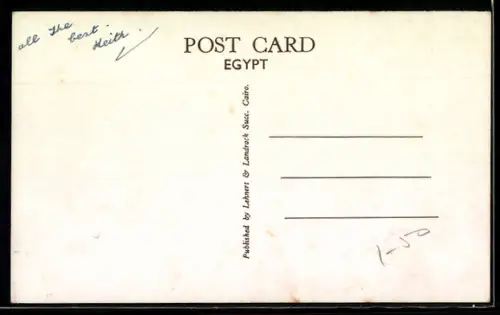 all the
best.
Keith.
POST CARD
EGYPT
Published by Lehnert & Landrock Succ. Cairo.
1-50